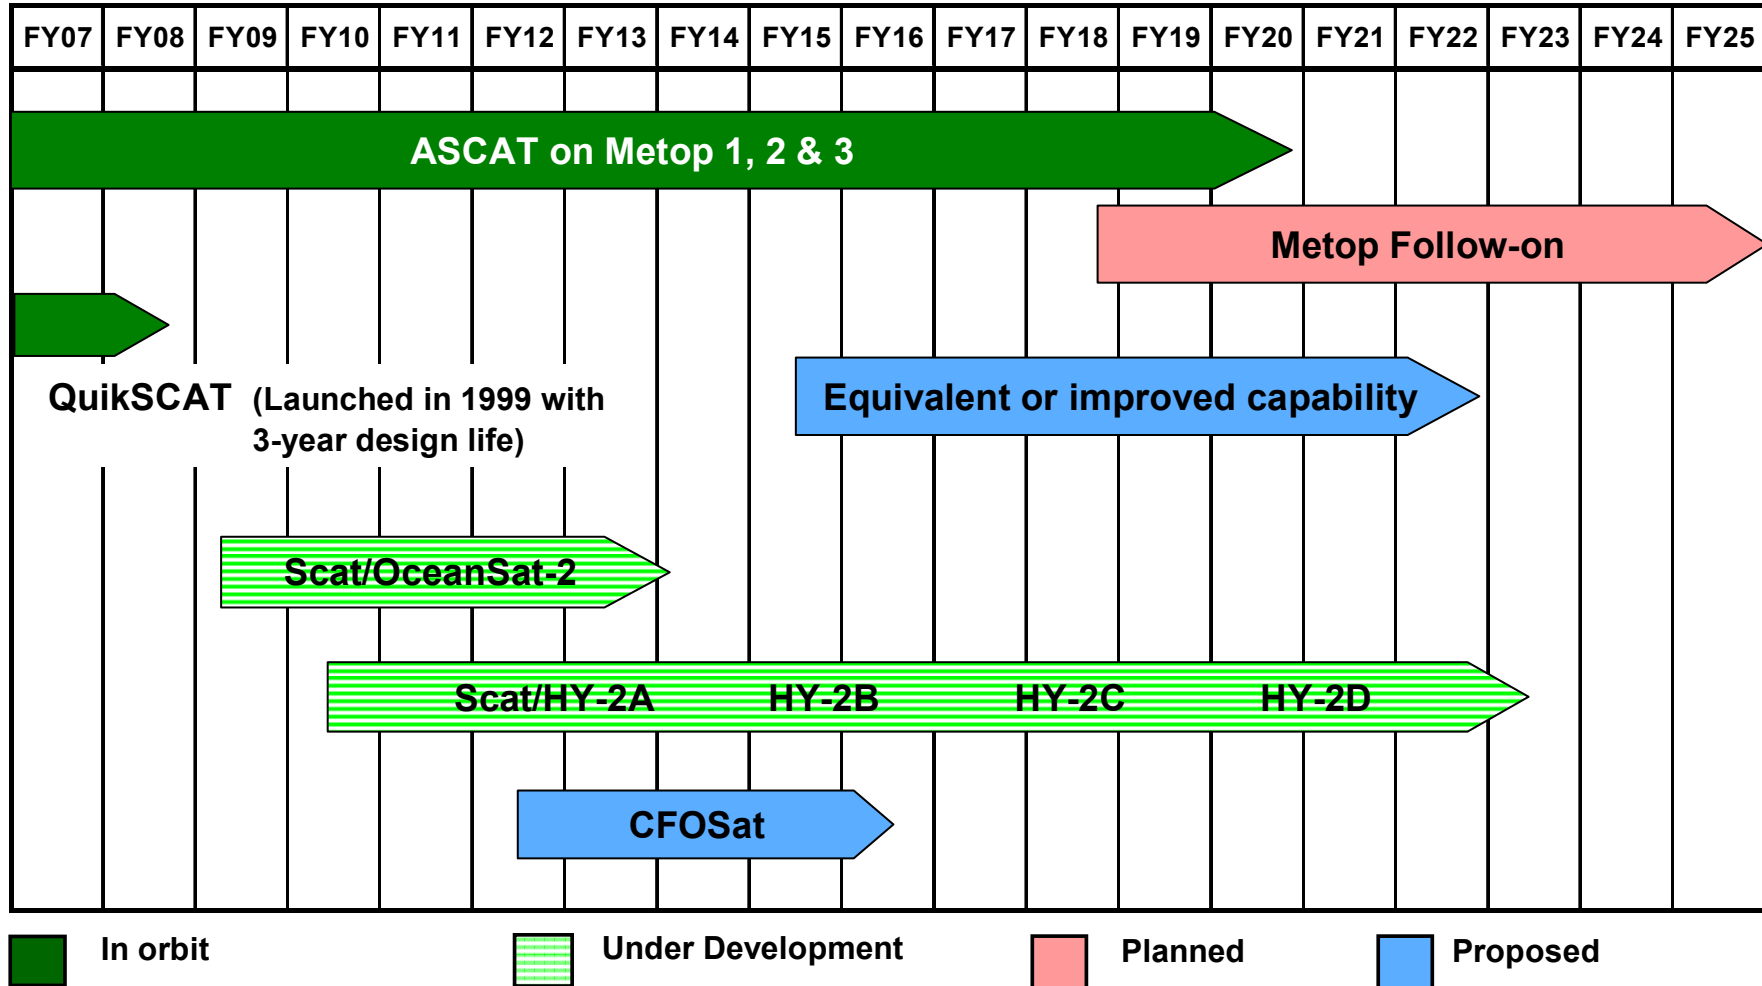 FY07 FY08 FY09 FY10 FY11 FY12 FY13 FY14 FY15 FY16 FY17 FY18 FY19 FY20 FY21 FY22 FY23 FY24 FY25
ASCAT on Metop 1, 2 & 3
Metop Follow-on
QuikSCAT (Launched in 1999 with
3-year design life)
Equivalent or improved capability
Scat/OceanSat-2
Scat/HY-2A HY-2B HY-2C HY-2D
CFOSat
In orbit Under Development Planned Proposed